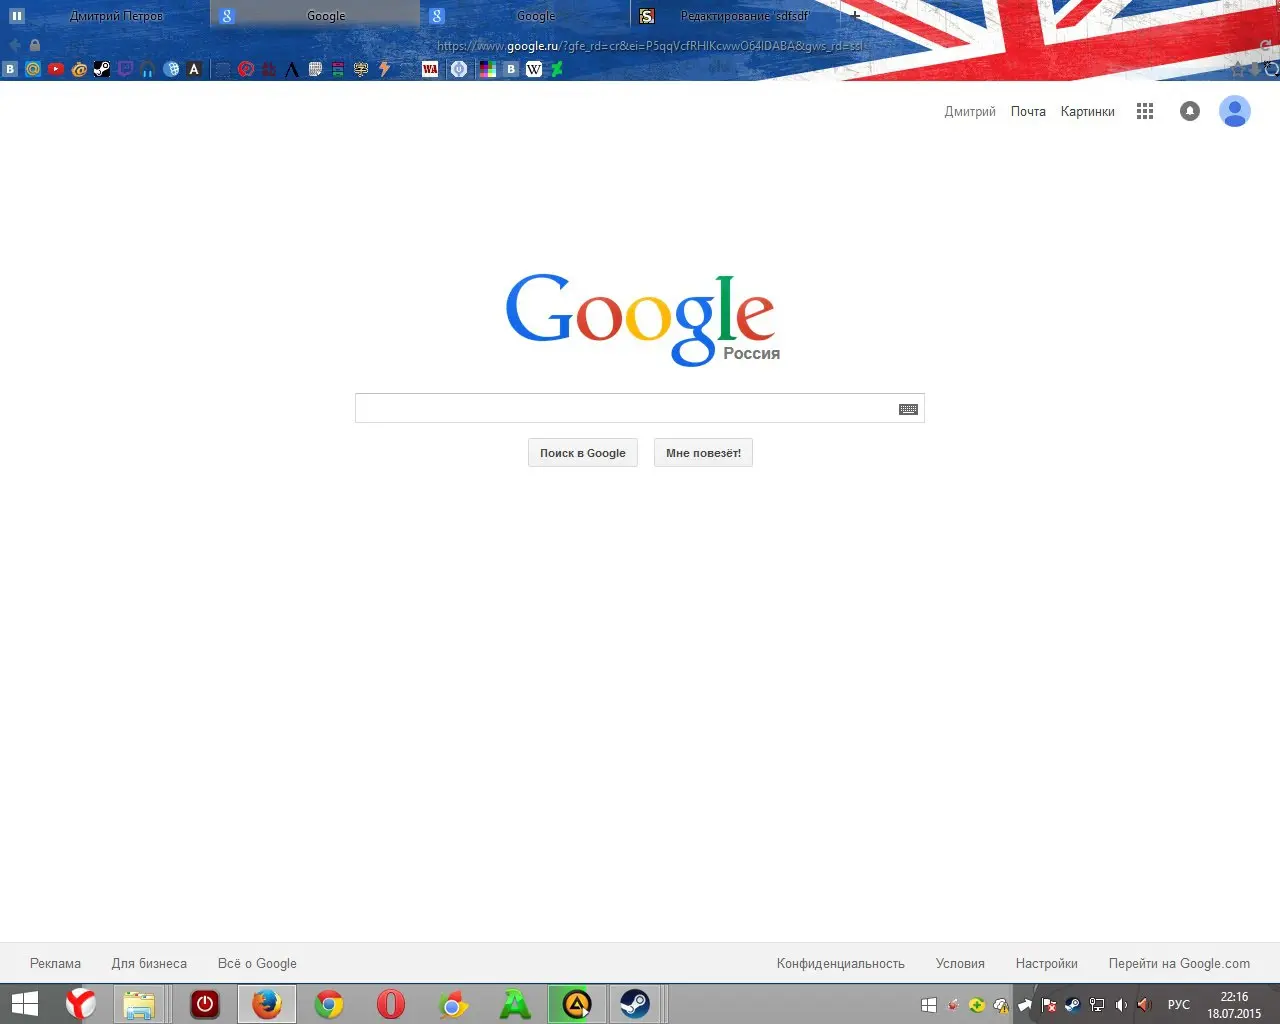 Дмитрий Петров
Google
Google
Редактирование 'sdfsdf'
https://www.google.ru/?gfe_rd=cr&ei=P5qqVcfRHIKcwwO64IDABA&gws_rd=ssl
Дмитрий Почта Картинки
Google
Россия
Поиск в Google Мне повезёт!
Реклама Для бизнеса Всё о Google Конфиденциальность Условия Настройки Перейти на Google.com
РУС
22:16
18.07.2015